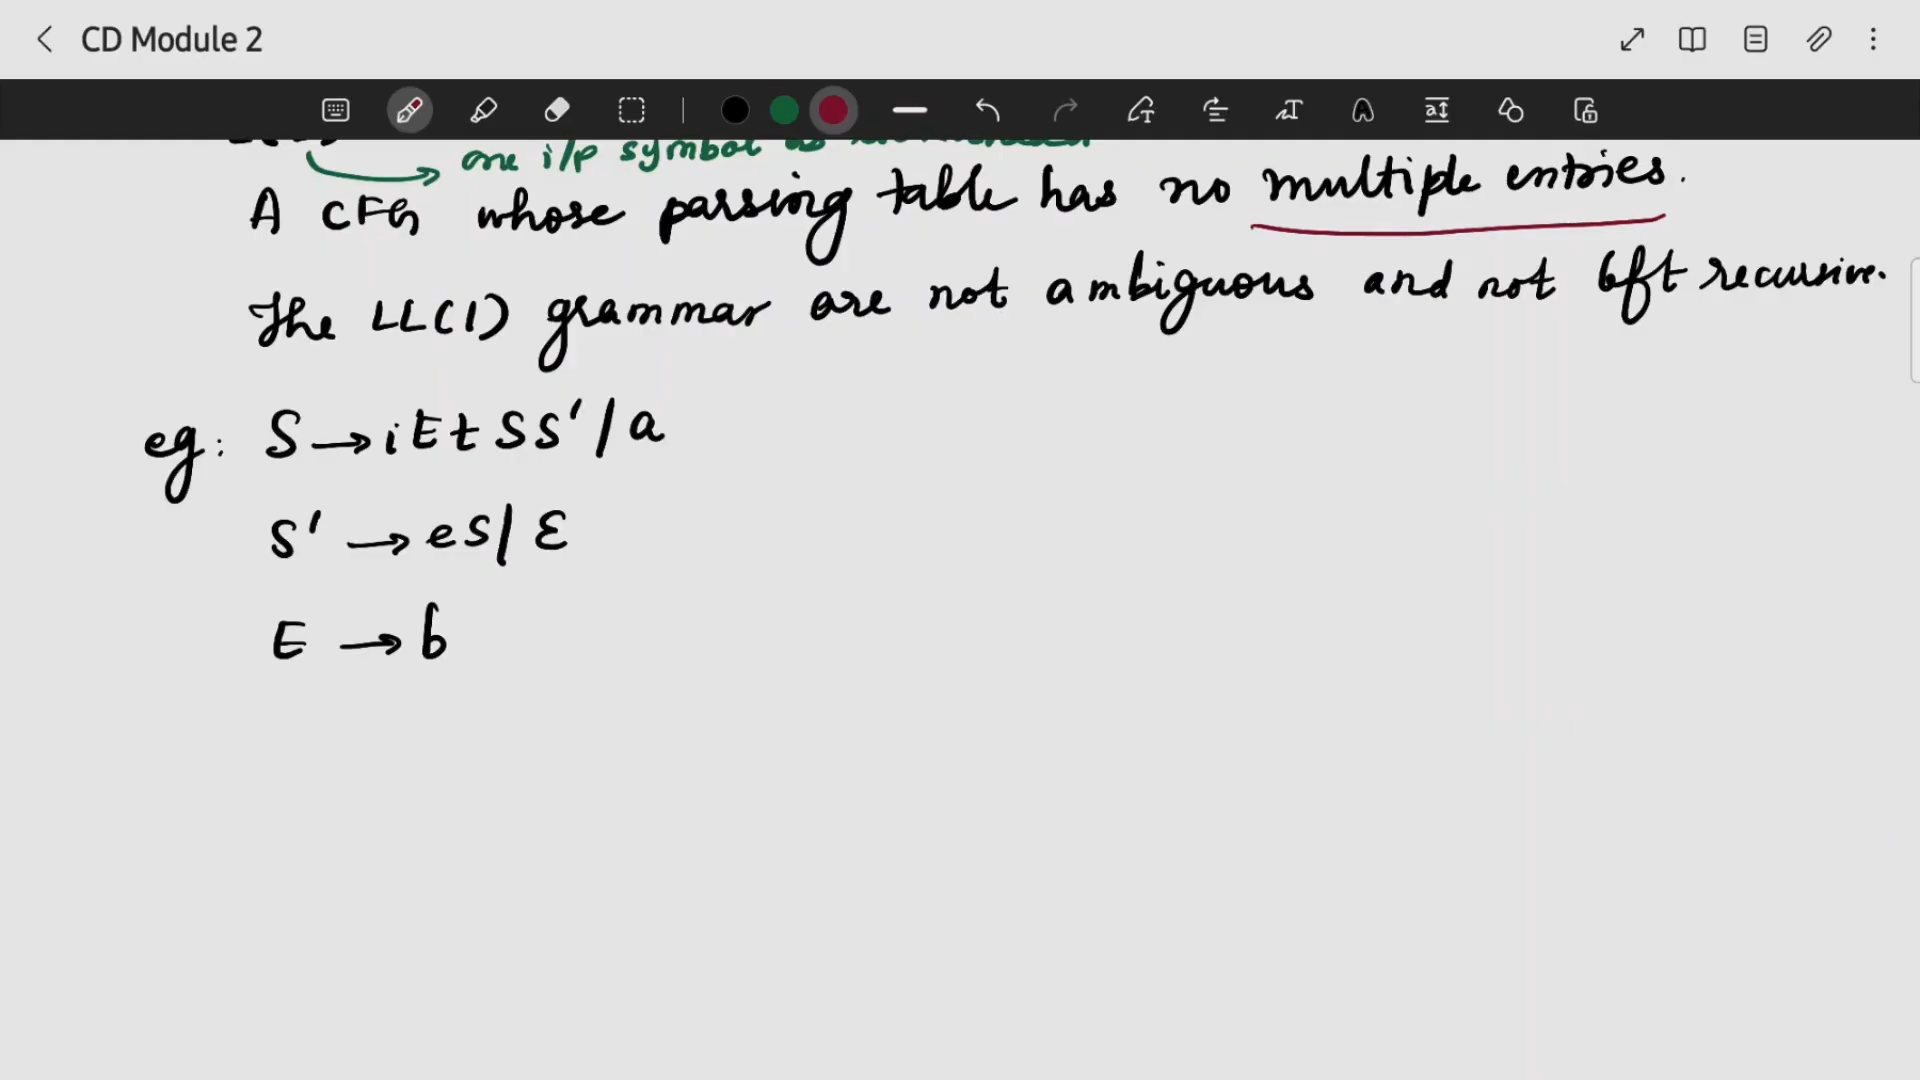 CD Module 2
one i/p symbol
A CFG whose parsing table has no multiple entries.
The LL(1) grammar are not ambiguous and not left recursive.
eg: S → iEtSS' / a
S' → eS / ε
E → b